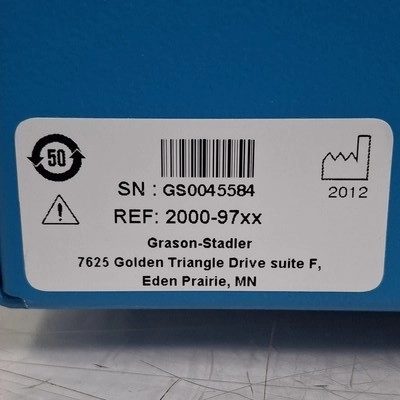 50
SN : GS0045584
2012
REF: 2000-97xx
Grason-Stadler
7625 Golden Triangle Drive suite F,
Eden Prairie, MN